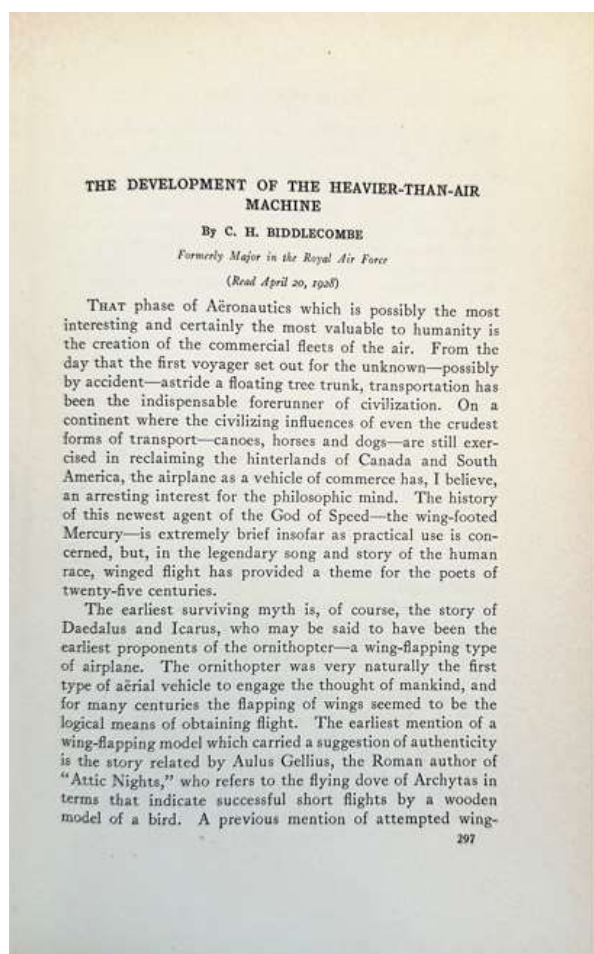 THE DEVELOPMENT OF THE HEAVIER-THAN-AIR
MACHINE
By C. H. BIDDLECOMBE
Formerly Major in the Royal Air Force
(Read April 20, 1928)
THAT phase of Aëronautics which is possibly the most
interesting and certainly the most valuable to humanity is
the creation of the commercial fleets of the air. From the
day that the first voyager set out for the unknown—possibly
by accident—astride a floating tree trunk, transportation has
been the indispensable forerunner of civilization. On a
continent where the civilizing influences of even the crudest
forms of transport—canoes, horses and dogs—are still exer-
cised in reclaiming the hinterlands of Canada and South
America, the airplane as a vehicle of commerce has, I believe,
an arresting interest for the philosophic mind. The history
of this newest agent of the God of Speed—the wing-footed
Mercury—is extremely brief insofar as practical use is con-
cerned, but, in the legendary song and story of the human
race, winged flight has provided a theme for the poets of
twenty-five centuries.
The earliest surviving myth is, of course, the story of
Daedalus and Icarus, who may be said to have been the
earliest proponents of the ornithopter—a wing-flapping type
of airplane. The ornithopter was very naturally the first
type of aërial vehicle to engage the thought of mankind, and
for many centuries the flapping of wings seemed to be the
logical means of obtaining flight. The earliest mention of a
wing-flapping model which carried a suggestion of authenticity
is the story related by Aulus Gellius, the Roman author of
“Attic Nights,” who refers to the flying dove of Archytas in
terms that indicate successful short flights by a wooden
model of a bird. A previous mention of attempted wing-
297